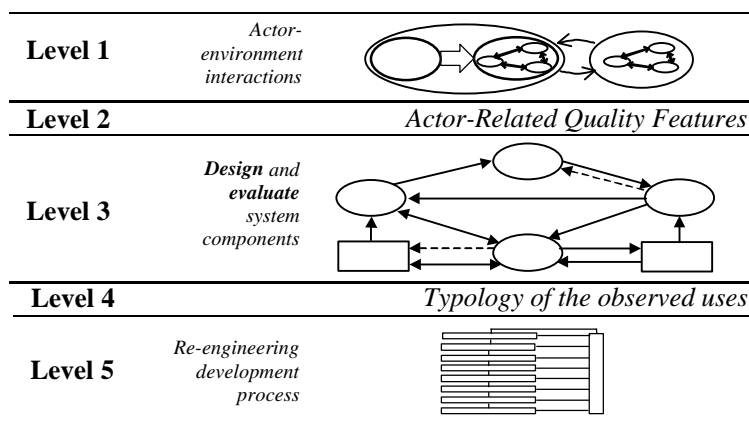 Level 1
Actor-
environment
interactions
Level 2
Actor-Related Quality Features
Level 3
Design and
evaluate
system
components
Level 4
Typology of the observed uses
Level 5
Re-engineering
development
process